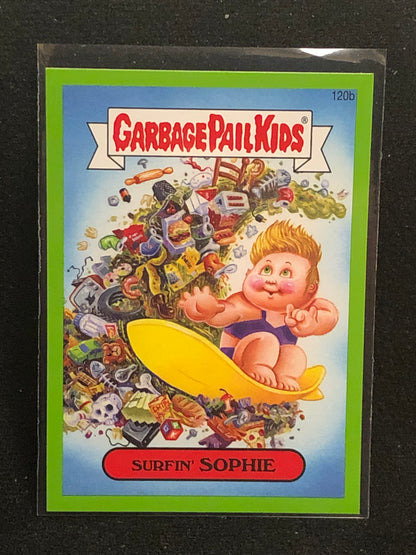 120b
GARBAGE PAIL KIDS®
SURFIN' SOPHIE